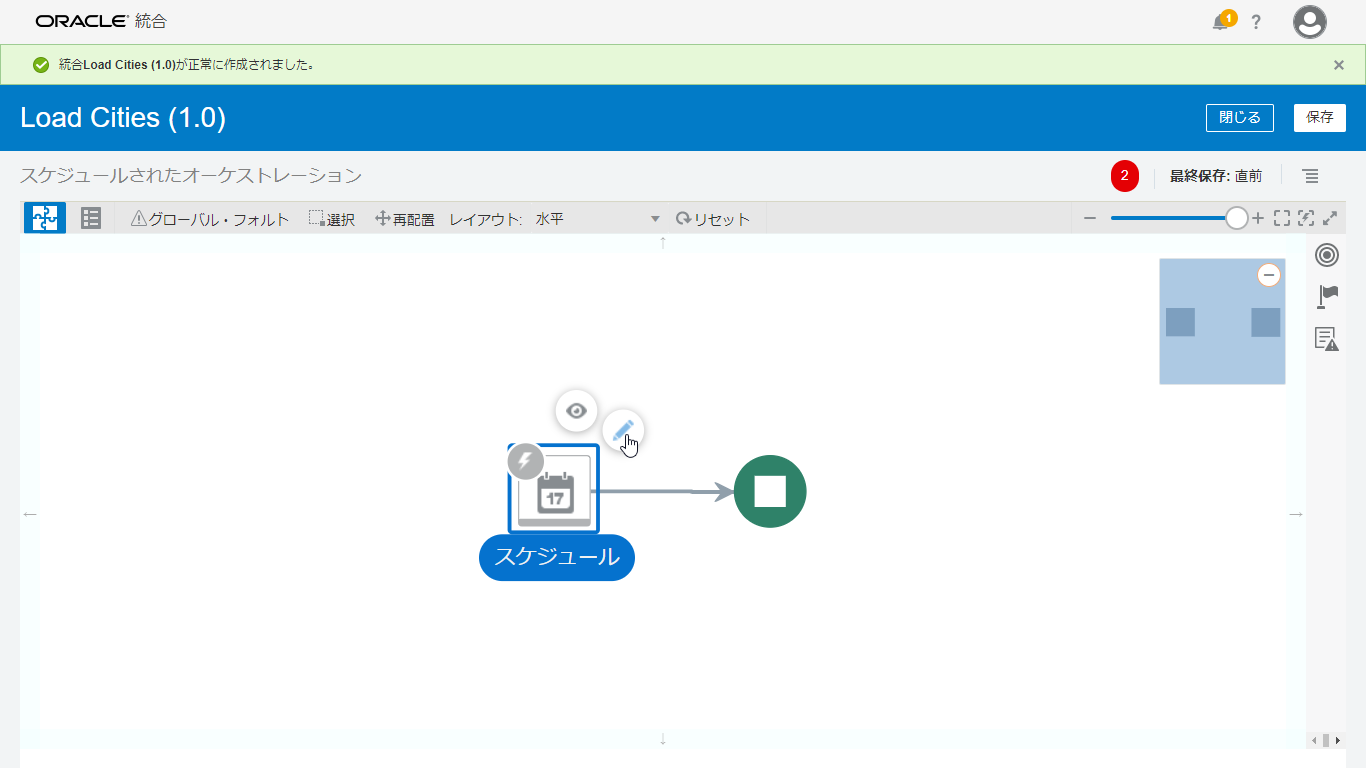 ORACLE 統合
1
?
統合Load Cities (1.0)が正常に作成されました。
Load Cities (1.0)
閉じる
保存
スケジュールされたオーケストレーション
2
最終保存: 直前
グローバル・フォルト
選択
再配置
レイアウト:
水平
リセット
17
スケジュール